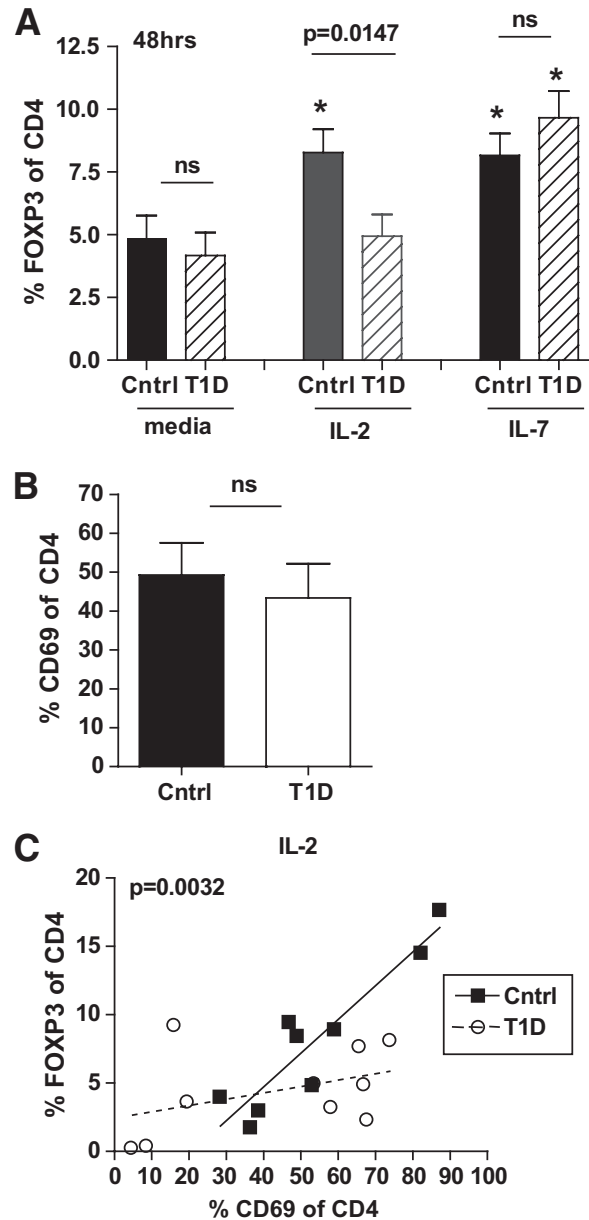 A
48hrs
p=0.0147
ns
ns
*
*
*
% FOXP3 of CD4
12.5
10.0
7.5
5.0
2.5
0.0
Cntrl T1D
Cntrl T1D
Cntrl T1D
media
IL-2
IL-7
B
ns
% CD69 of CD4
70
60
50
40
30
20
10
0
Cntrl
T1D
C
IL-2
p=0.0032
% FOXP3 of CD4
20
15
10
5
0
Cntrl
T1D
0 10 20 30 40 50 60 70 80 90 100
% CD69 of CD4